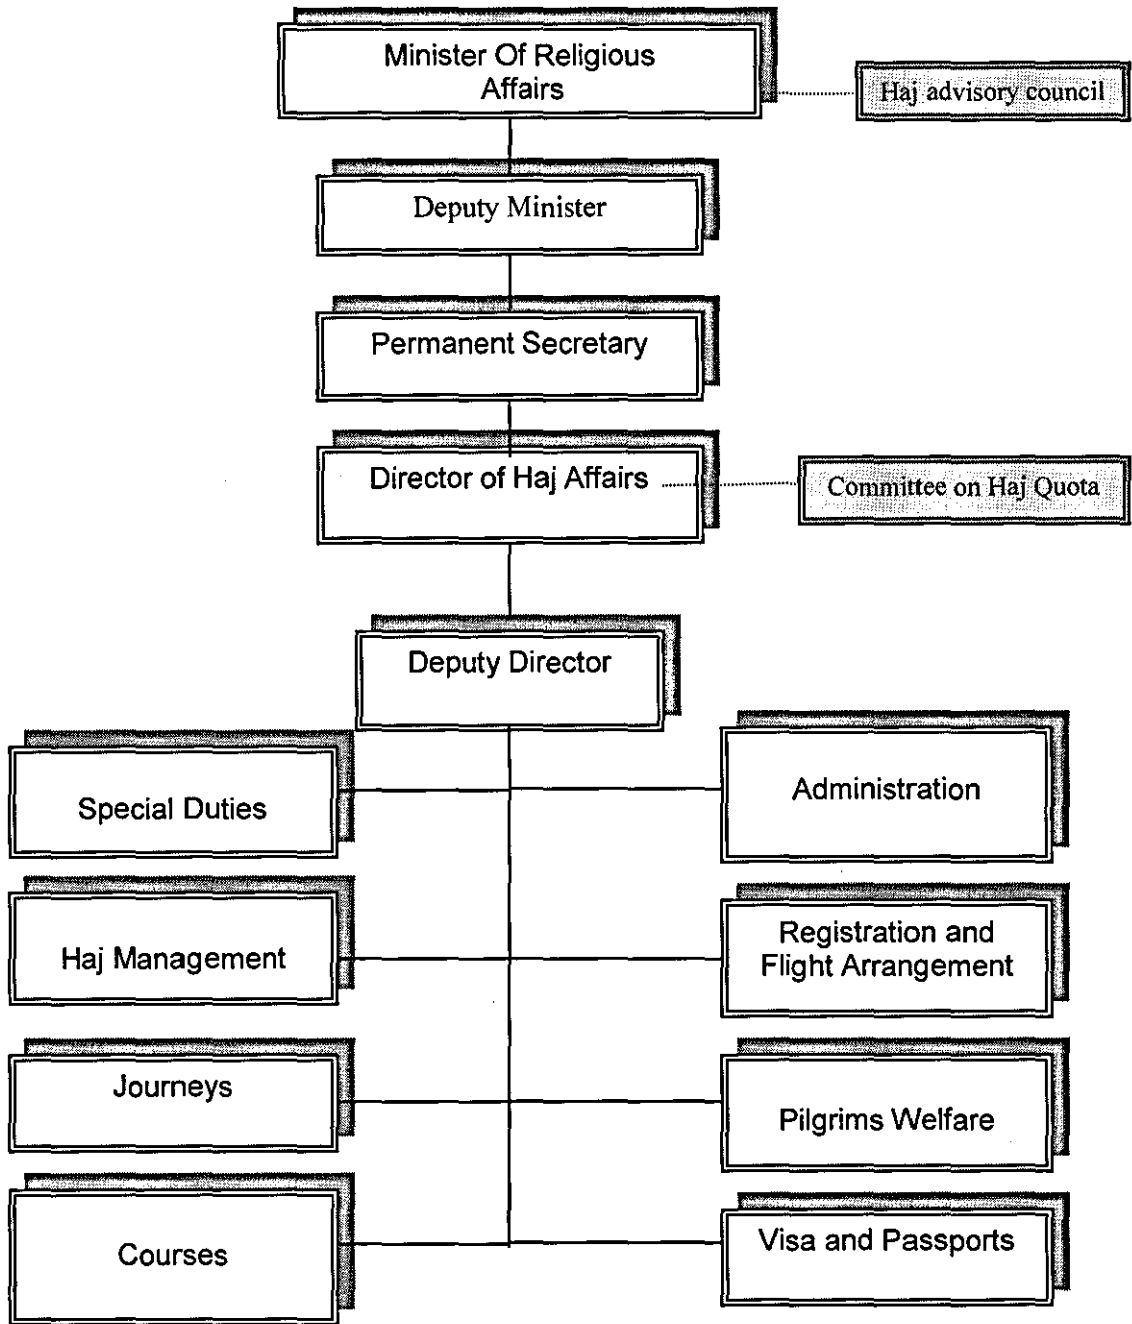 Minister Of Religious
Affairs
Haj advisory council
Deputy Minister
Permanent Secretary
Director of Haj Affairs
Committee on Haj Quota
Deputy Director
Special Duties
Administration
Haj Management
Registration and
Flight Arrangement
Journeys
Pilgrims Welfare
Courses
Visa and Passports